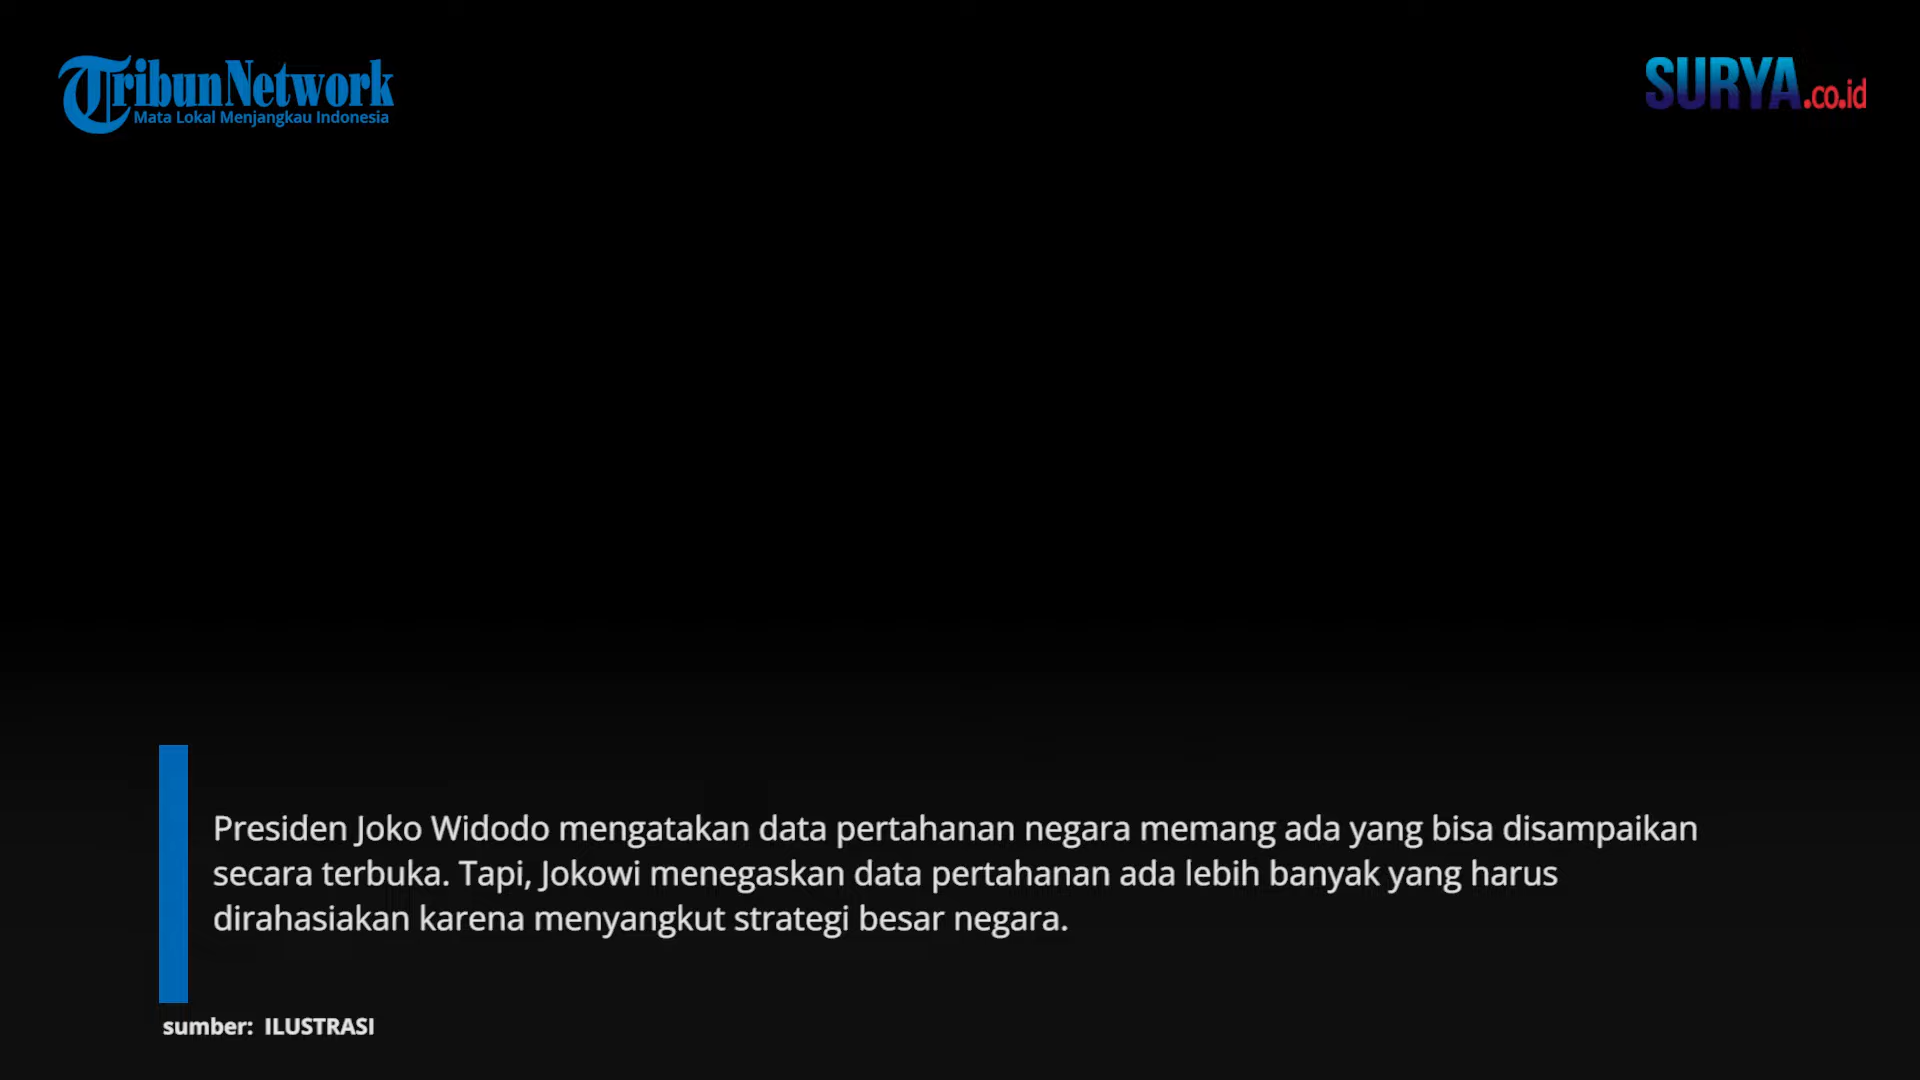 TribunNetwork
Mata Lokal Menjangkau Indonesia
SURYA.co.id
Presiden Joko Widodo mengatakan data pertahanan negara memang ada yang bisa disampaikan
secara terbuka. Tapi, Jokowi menegaskan data pertahanan ada lebih banyak yang harus
dirahasiakan karena menyangkut strategi besar negara.
sumber: ILUSTRASI